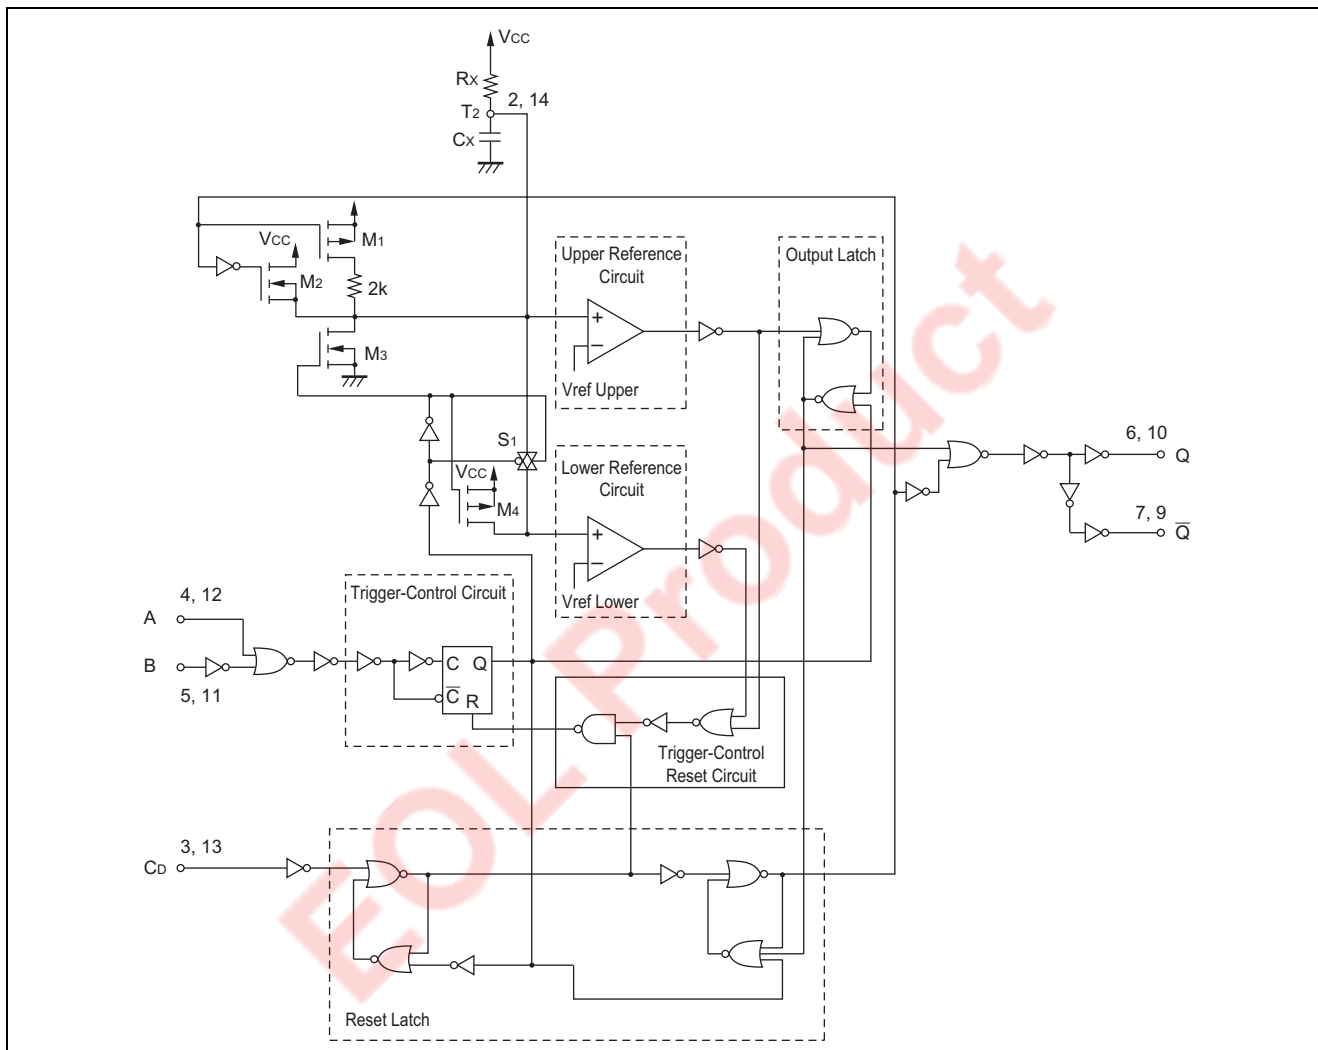 VCC
RX
T2
2, 14
CX
VCC
M1
M2
2k
M3
Upper Reference
Circuit
+
−
Vref Upper
Output Latch
S1
VCC
M4
Lower Reference
Circuit
+
−
Vref Lower
6, 10
Q
7, 9
Q̅
4, 12
A
B
5, 11
Trigger-Control Circuit
C Q
C̅ R
Trigger-Control
Reset Circuit
3, 13
CD
Reset Latch
EOL Product